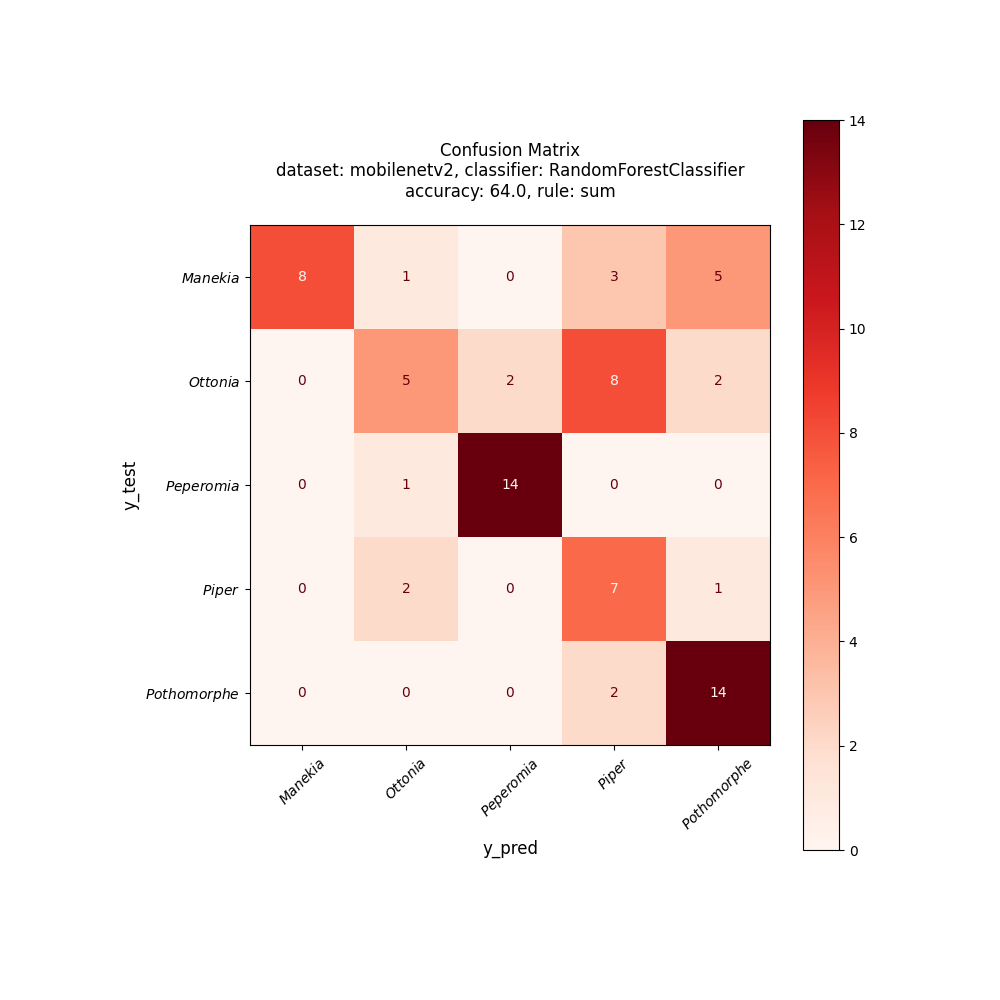 Confusion Matrix
dataset: mobilenetv2, classifier: RandomForestClassifier
accuracy: 64.0, rule: sum
y_test
Manekia 8 1 0 3 5
Ottonia 0 5 2 8 2
Peperomia 0 1 14 0 0
Piper 0 2 0 7 1
Pothomorphe 0 0 0 2 14
Manekia Ottonia Peperomia Piper Pothomorphe
y_pred
14
12
10
8
6
4
2
0